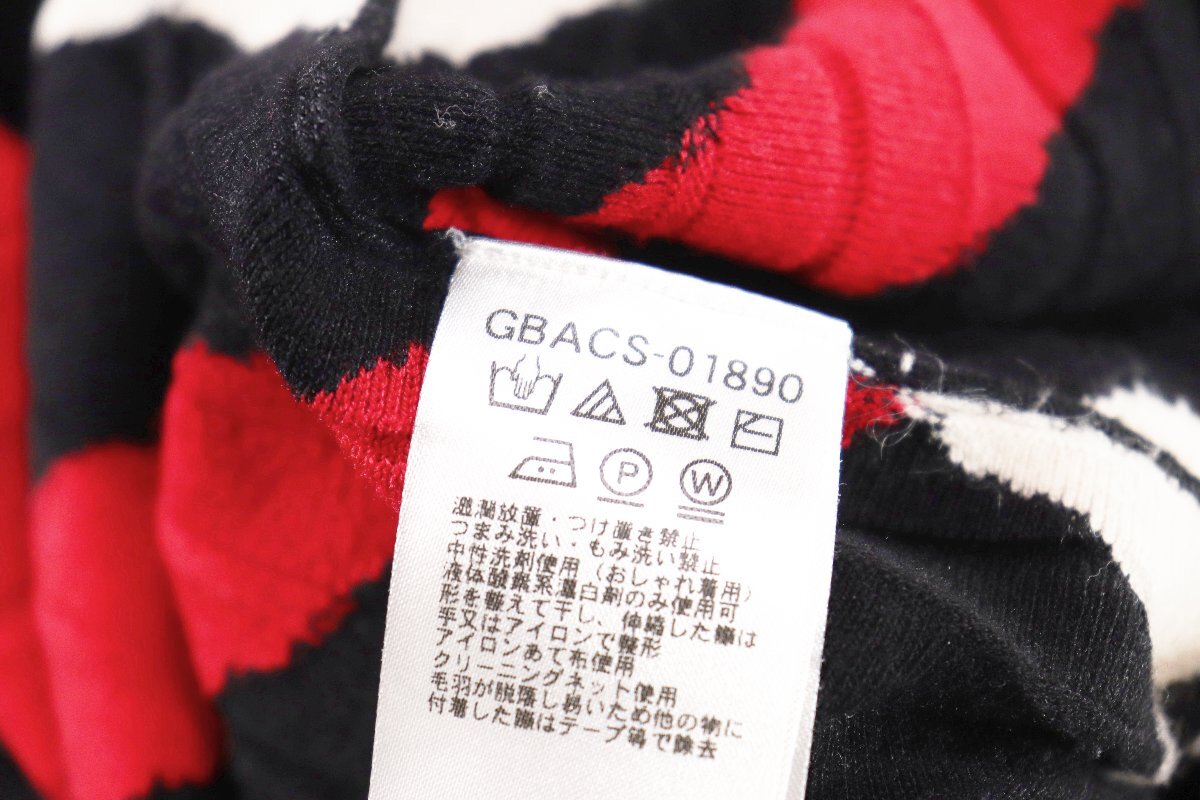 GBACS-01890
P
W
湿潤放置・つけ置き禁止
つまみ洗い・もみ洗い禁止
中性洗剤使用(おしゃれ着用)
液体酸素系漂白剤のみ使用可
形を整えて干し、伸縮した際は
手又はアイロンで整形
アイロンあて布使用
クリーニングネット使用
毛羽が脱落し易いため他の物に
付着した際はテープ等で除去